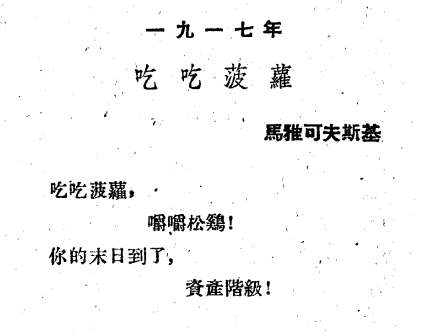 一九一七年
吃吃菠蘿
馬雅可夫斯基
吃吃菠蘿，
嚼嚼松鷄！
你的末日到了，
資產階級！